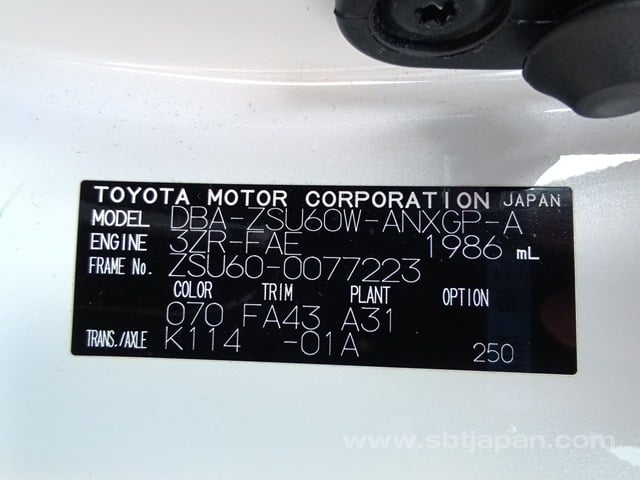 TOYOTA MOTOR CORPORATION JAPAN
MODEL DBA-ZSU60W-ANXGP-A
ENGINE 3ZR-FAE 1986 mL
FRAME No. ZSU60-0077223
COLOR TRIM PLANT OPTION
070 FA43 A31
TRANS./AXLE K114 -01A 250
www.sbtjapan.com